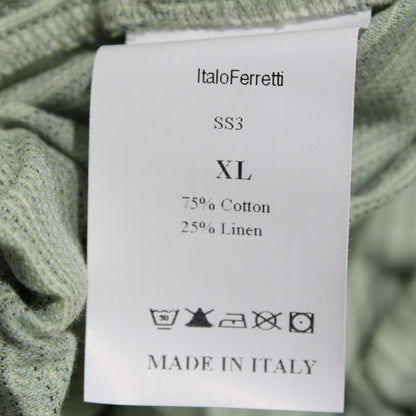 ItaloFerretti
SS3
XL
75% Cotton
25% Linen
MADE IN ITALY